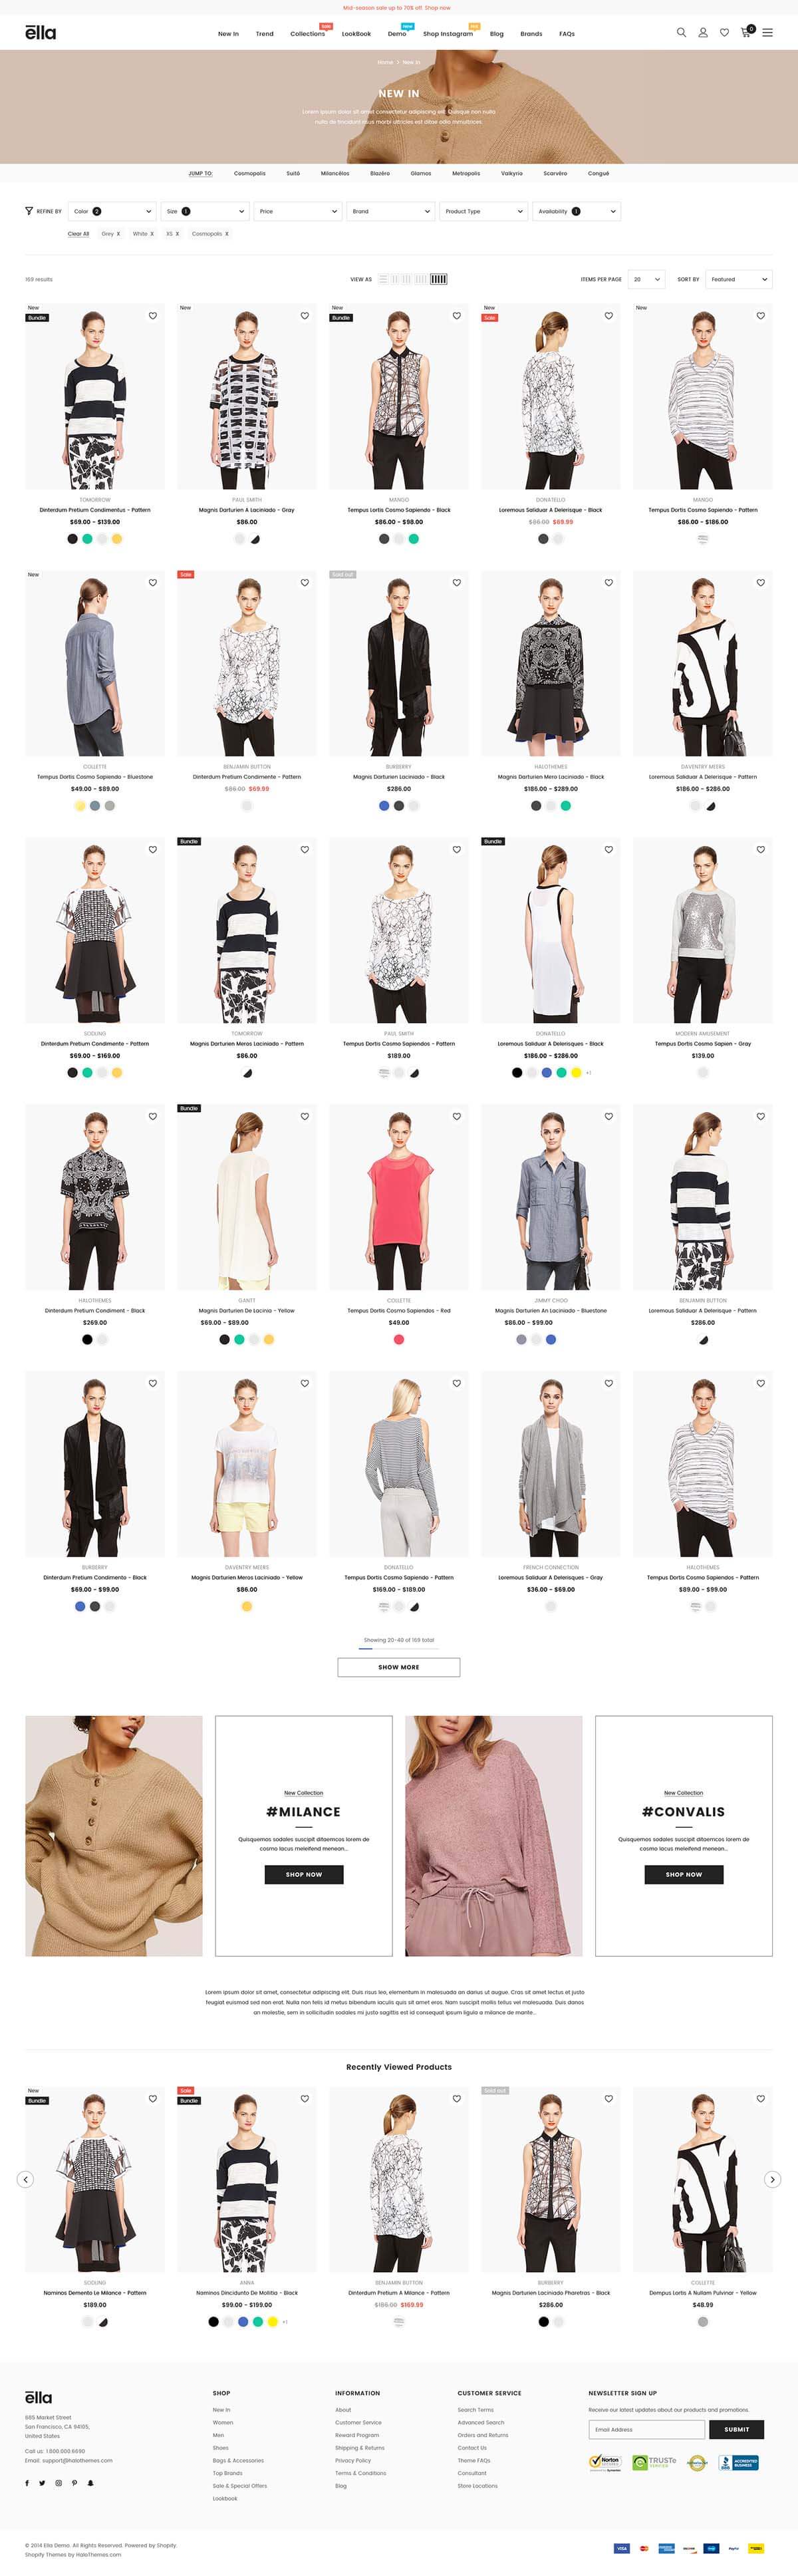 Mid-season sale up to 70% off. Shop now
ella
New In Trend Collections Sale LookBook Demo New Shop Instagram Blog Brands FAQs
0
Home > New In
NEW IN
Lorem ipsum dolor sit amet consectetur adipiscing elit. Quisque non nulla
JUMP TO: Cosmopolis Suitē Milancēlos Blazēro Glamos Metropolis Valkyrio Scarvēro Congué
REFINE BY Color 2 Size 1 Price Brand Product Type Availability 1
Clear All Grey X White X XS X Cosmopolis X
169 results VIEW AS ITEMS PER PAGE 20 SORT BY Featured
New New New New New
Bundle Bundle Sale
TOMORROW PAUL SMITH MANGO DONATELLO MANGO
Dinterdum Pretium Condimentus - Pattern Magnis Darturien A Laciniado - Gray Tempus Lortis Cosmo Sapiendo - Black Loremous Saliduar A Delerisque - Black Tempus Dortis Cosmo Sapiendo - Pattern
$69.00 - $139.00 $86.00 $86.00 - $98.00 $86.00 $69.99 $86.00 - $186.00
New Sale Sold out
COLLETTE BENJAMIN BUTTON BURBERRY HALOTHEMES DAVENTRY MEERS
Tempus Dortis Cosmo Sapiendo - Bluestone Dinterdum Pretium Condimente - Pattern Magnis Darturien Laciniado - Black Magnis Darturien Mero Laciniado - Black Loremous Saliduar A Delerisque - Pattern
$49.00 - $89.00 $86.00 $69.99 $286.00 $186.00 - $289.00 $186.00 - $286.00
Bundle Bundle
SODLING TOMORROW PAUL SMITH DONATELLO MODERN AMUSEMENT
Dinterdum Pretium Condimente - Pattern Magnis Darturien Meros Laciniado - Pattern Tempus Dortis Cosmo Sapiendos - Pattern Loremous Saliduar A Delerisques - Black Tempus Dortis Cosmo Sapien - Gray
$69.00 - $169.00 $86.00 $189.00 $186.00 - $286.00 $139.00
+1
Bundle
HALOTHEMES GANTT COLLETTE JIMMY CHOO BENJAMIN BUTTON
Dinterdum Pretium Condiment - Black Magnis Darturien De Lacinia - Yellow Tempus Dortis Cosmo Sapiendos - Red Magnis Darturien An Laciniado - Bluestone Loremous Saliduar A Delerisque - Pattern
$269.00 $69.00 - $89.00 $49.00 $86.00 - $99.00 $286.00
BURBERRY DAVENTRY MEERS DONATELLO FRENCH CONNECTION HALOTHEMES
Dinterdum Pretium Condimento - Black Magnis Darturien Meros Laciniado - Yellow Tempus Dortis Cosmo Sapiendo - Pattern Loremous Saliduar A Delerisques - Gray Tempus Dortis Cosmo Sapiendos - Pattern
$69.00 - $99.00 $86.00 $169.00 - $189.00 $36.00 - $69.00 $89.00 - $99.00
Showing 20-40 of 169 total
SHOW MORE
New Collection
#MILANCE
Quisquemos sodales suscipit ditaemcos lorem de
cosmo lacus meleifend menean...
SHOP NOW
New Collection
#CONVALIS
Quisquemos sodales suscipit ditaemcos lorem de
cosmo lacus meleifend menean...
SHOP NOW
Lorem ipsum dolor sit amet, consectetur adipiscing elit. Duis risus leo, elementum in malesuada an darius ut augue. Cras sit amet lectus et justo
feugiat euismod sed non erat. Nulla non felis id metus bibendum iaculis quis sit amet eros. Nam suscipit mollis tellus vel malesuada. Duis danos
an molestie, sem in sollicitudin sodales mi justo sagittis est id consequat ipsum ligula a milance de mante...
Recently Viewed Products
New Sale Sold out
Bundle Bundle
SODLING ANNA BENJAMIN BUTTON BURBERRY COLLETTE
Naminos Demento Le Milance - Pattern Naminos Dincidunto De Molitia - Black Dinterdum Pretium A Milance - Pattern Magnis Darturien Laciniado Pharetras - Black Dempus Lortis A Nullam Pulvinar - Yellow
$189.00 $99.00 - $199.00 $186.00 $169.99 $286.00 $48.99
+1
ella
685 Market Street
San Francisco, CA 94105,
United States
Call us: 1.800.000.6690
Email: support@halothemes.com
SHOP
New In
Women
Men
Shoes
Bags & Accessories
Top Brands
Sale & Special Offers
Lookbook
INFORMATION
About
Customer Service
Reward Program
Shipping & Returns
Privacy Policy
Terms & Conditions
Blog
CUSTOMER SERVICE
Search Terms
Advanced Search
Orders and Returns
Contact Us
Theme FAQs
Consultant
Store Locations
NEWSLETTER SIGN UP
Receive our latest updates about our products and promotions.
Email Address SUBMIT
Norton TRUSTe ACCREDITED BUSINESS
© 2014 Ella Demo. All Rights Reserved. Powered by Shopify.
Shopify Themes by HaloThemes.com
VISA